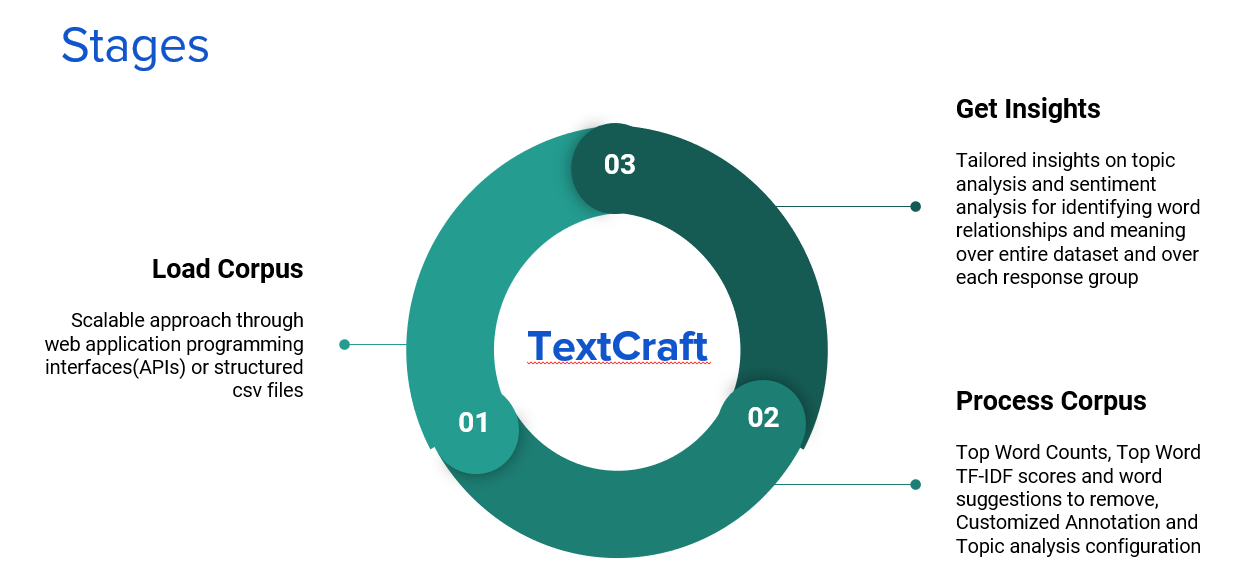 Stages
Get Insights
Tailored insights on topic
analysis and sentiment
analysis for identifying word
relationships and meaning
over entire dataset and over
each response group
03
Load Corpus
Scalable approach through
web application programming
interfaces(APIs) or structured
csv files
TextCraft
01
02
Process Corpus
Top Word Counts, Top Word
TF-IDF scores and word
suggestions to remove,
Customized Annotation and
Topic analysis configuration